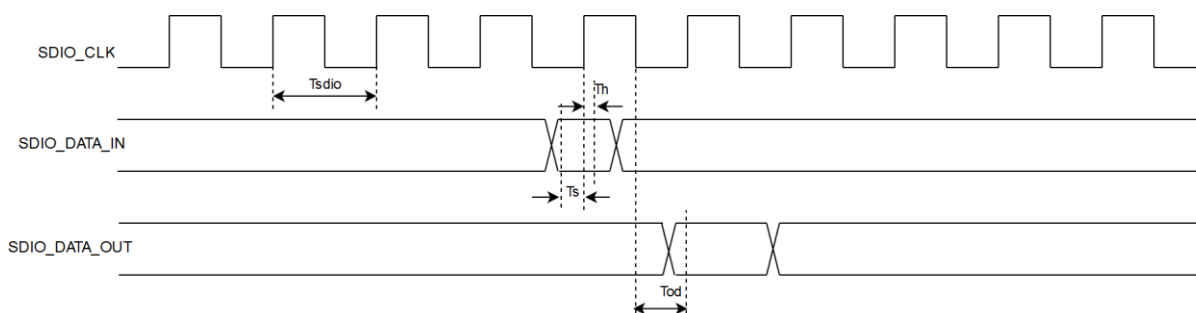 SDIO_CLK
Tsdio
Th
SDIO_DATA_IN
Ts
SDIO_DATA_OUT
Tod